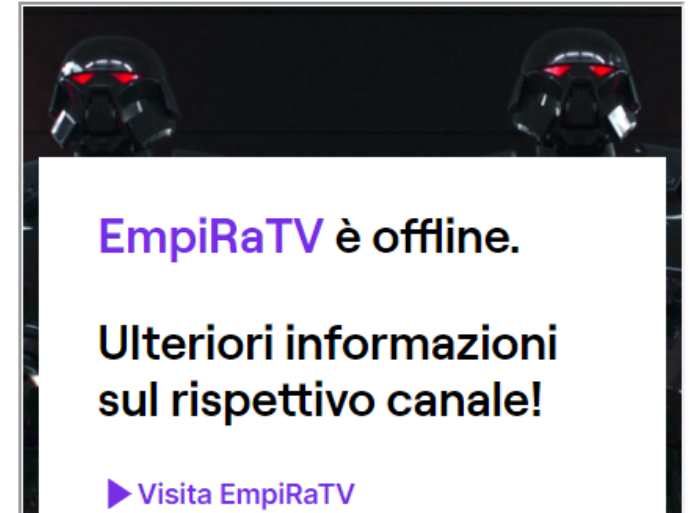 EmpiRaTV è offline.
Ulteriori informazioni
sul rispettivo canale!
Visita EmpiRaTV